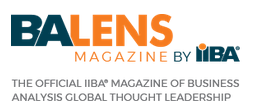 BALENS
MAGAZINE BY iiBA®
THE OFFICIAL IIBA® MAGAZINE OF BUSINESS
ANALYSIS GLOBAL THOUGHT LEADERSHIP